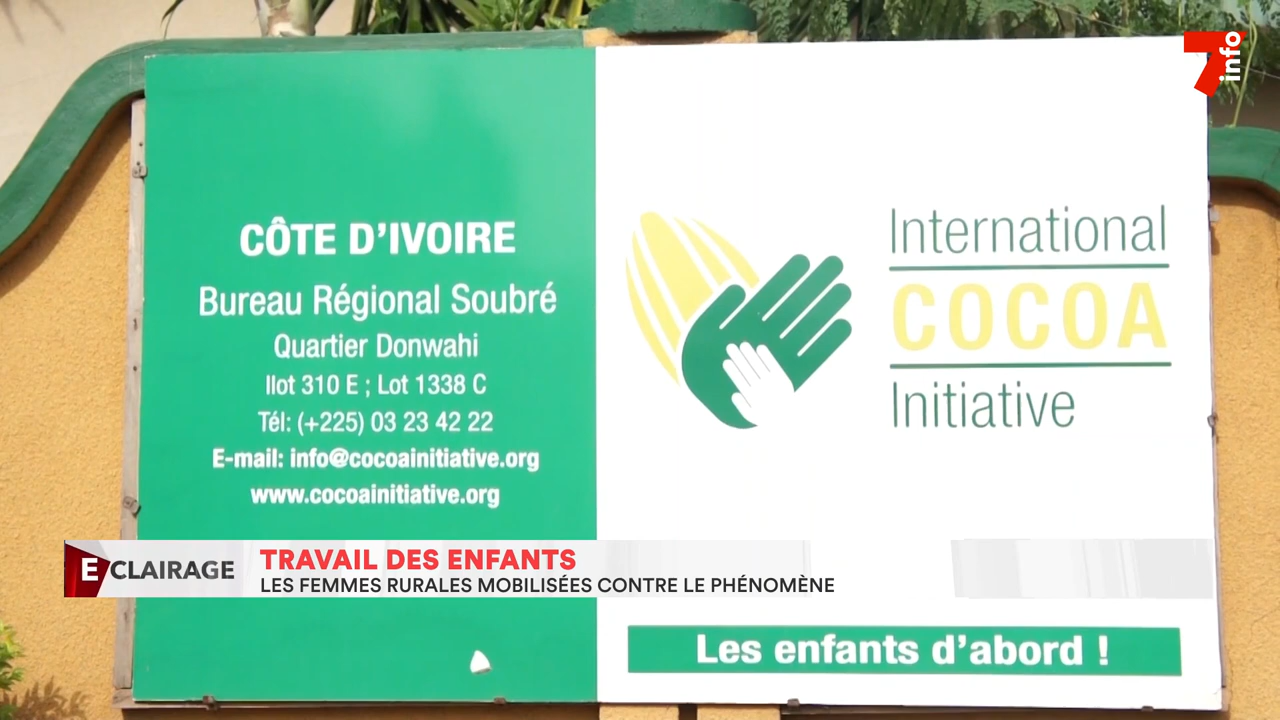 7info
CÔTE D'IVOIRE
Bureau Régional Soubré
Quartier Donwahi
Ilot 310 E ; Lot 1338 C
Tél: (+225) 03 23 42 22
E-mail: info@cocoainitiative.org
www.cocoainitiative.org
International
COCOA
Initiative
ECLAIRAGE
TRAVAIL DES ENFANTS
LES FEMMES RURALES MOBILISÉES CONTRE LE PHÉNOMÈNE
Les enfants d'abord !